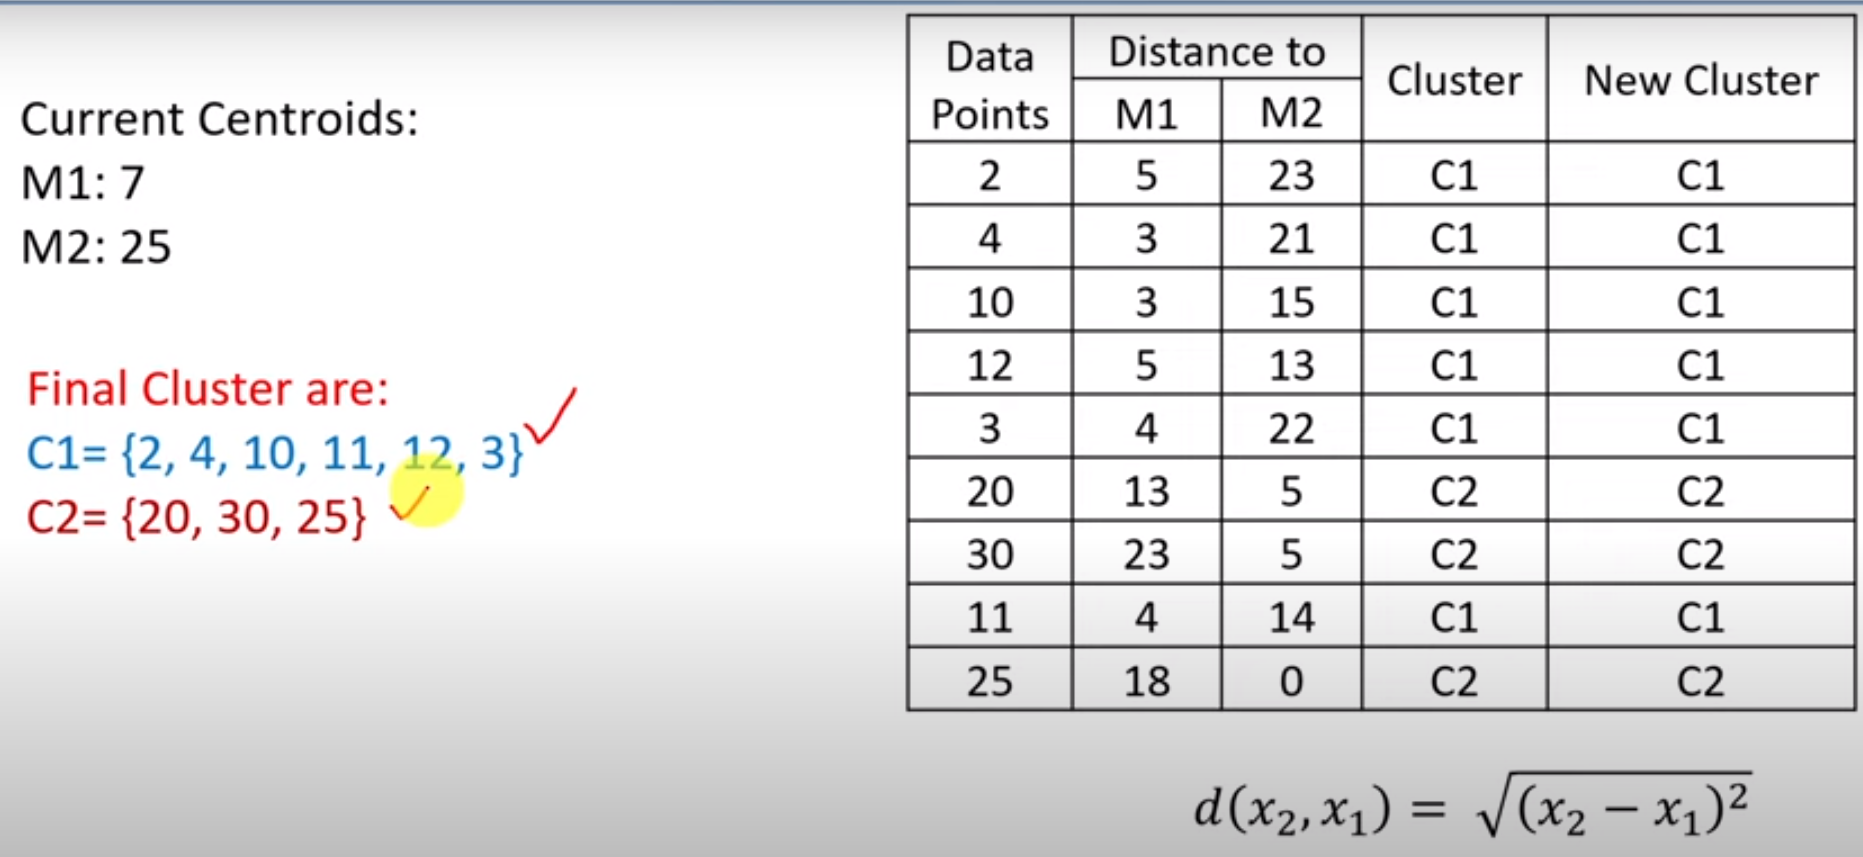 Current Centroids:
M1: 7
M2: 25
Final Cluster are:
C1= {2, 4, 10, 11, 12, 3}
C2= {20, 30, 25}
Data Points Distance to Cluster New Cluster
M1 M2
2 5 23 C1 C1
4 3 21 C1 C1
10 3 15 C1 C1
12 5 13 C1 C1
3 4 22 C1 C1
20 13 5 C2 C2
30 23 5 C2 C2
11 4 14 C1 C1
25 18 0 C2 C2
d(x₂, x₁) = √(x₂ − x₁)²